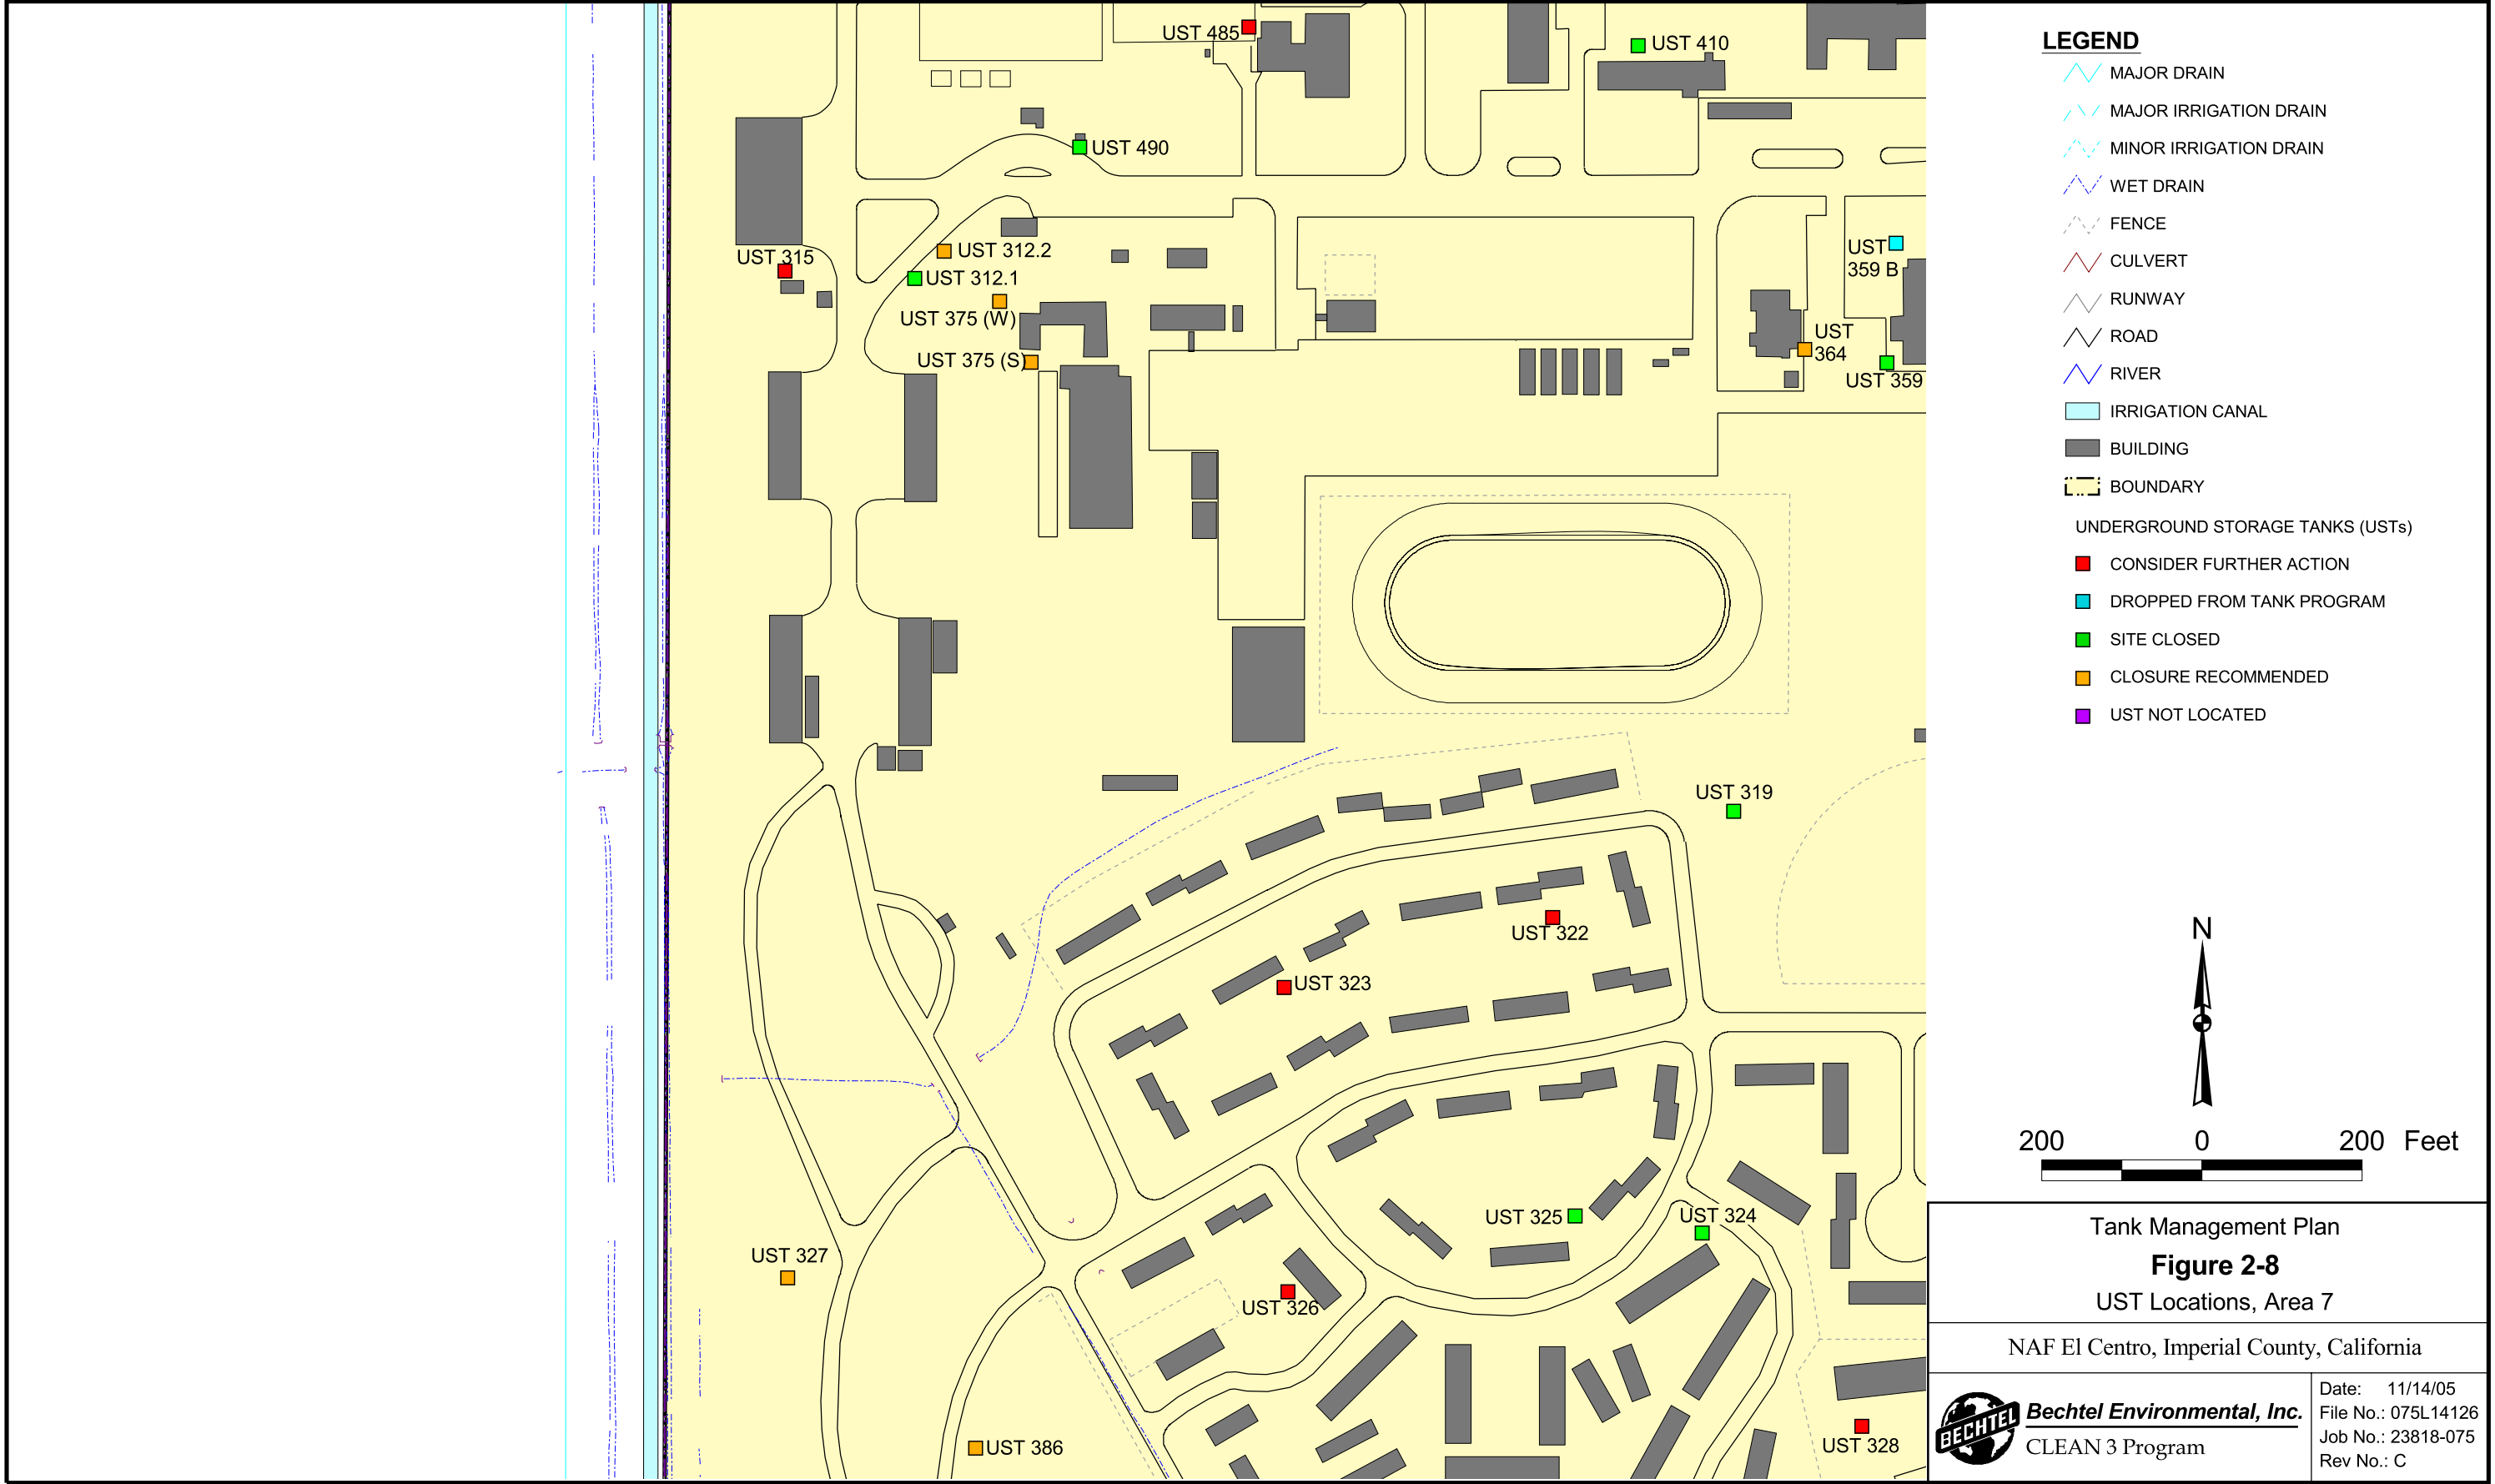 UST 485
UST 410
UST 490
UST 315
UST 312.2
UST 312.1
UST 375 (W)
UST 375 (S)
UST
359 B
UST
364
UST 359
UST 319
UST 322
UST 323
UST 325
UST 324
UST 327
UST 326
UST 386
UST 328
LEGEND
MAJOR DRAIN
MAJOR IRRIGATION DRAIN
MINOR IRRIGATION DRAIN
WET DRAIN
FENCE
CULVERT
RUNWAY
ROAD
RIVER
IRRIGATION CANAL
BUILDING
BOUNDARY
UNDERGROUND STORAGE TANKS (USTs)
CONSIDER FURTHER ACTION
DROPPED FROM TANK PROGRAM
SITE CLOSED
CLOSURE RECOMMENDED
UST NOT LOCATED
N
200 0 200 Feet
Tank Management Plan
Figure 2-8
UST Locations, Area 7
NAF El Centro, Imperial County, California
BECHTEL
Bechtel Environmental, Inc.
CLEAN 3 Program
Date: 11/14/05
File No.: 075L14126
Job No.: 23818-075
Rev No.: C